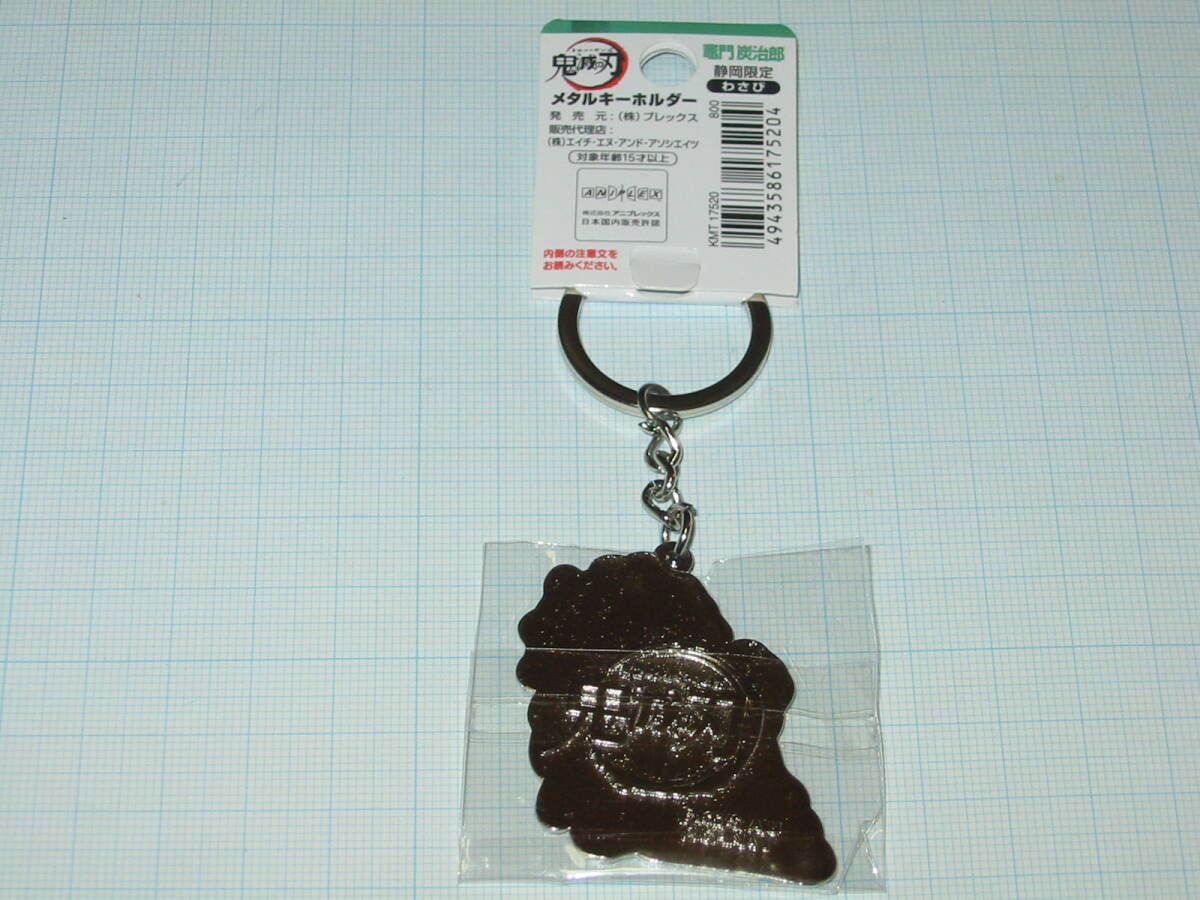 鬼滅の刃
竈門 炭治郎
静岡限定
わさび
メタルキーホルダー
発売元：（株）プレックス
販売代理店：
（株）エイチ・エヌ・アンド・アソシエイツ
対象年齢15才以上
ANIPLEX
株式会社アニプレックス
日本国内販売許諾
内側の注意文を
お読みください。
800
KMT 17520
4943586175204
鬼滅の刃